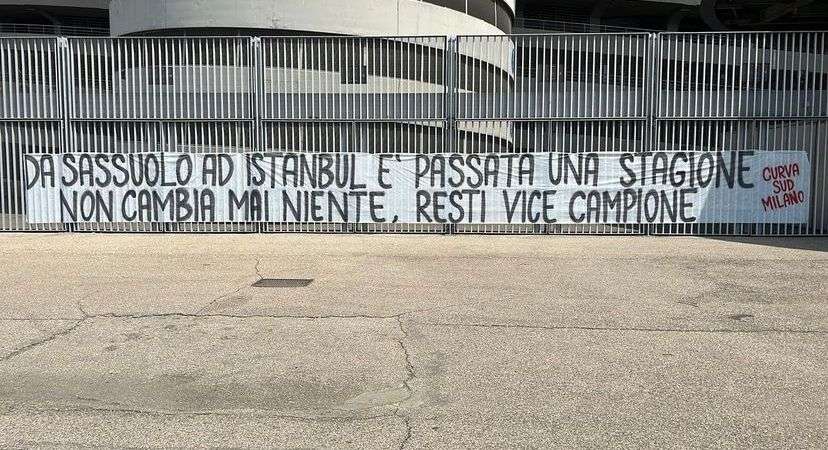 DA SASSUOLO AD ISTANBUL E' PASSATA UNA STAGIONE
NON CAMBIA MAI NIENTE, RESTI VICE CAMPIONE
CURVA
SUD
MILANO